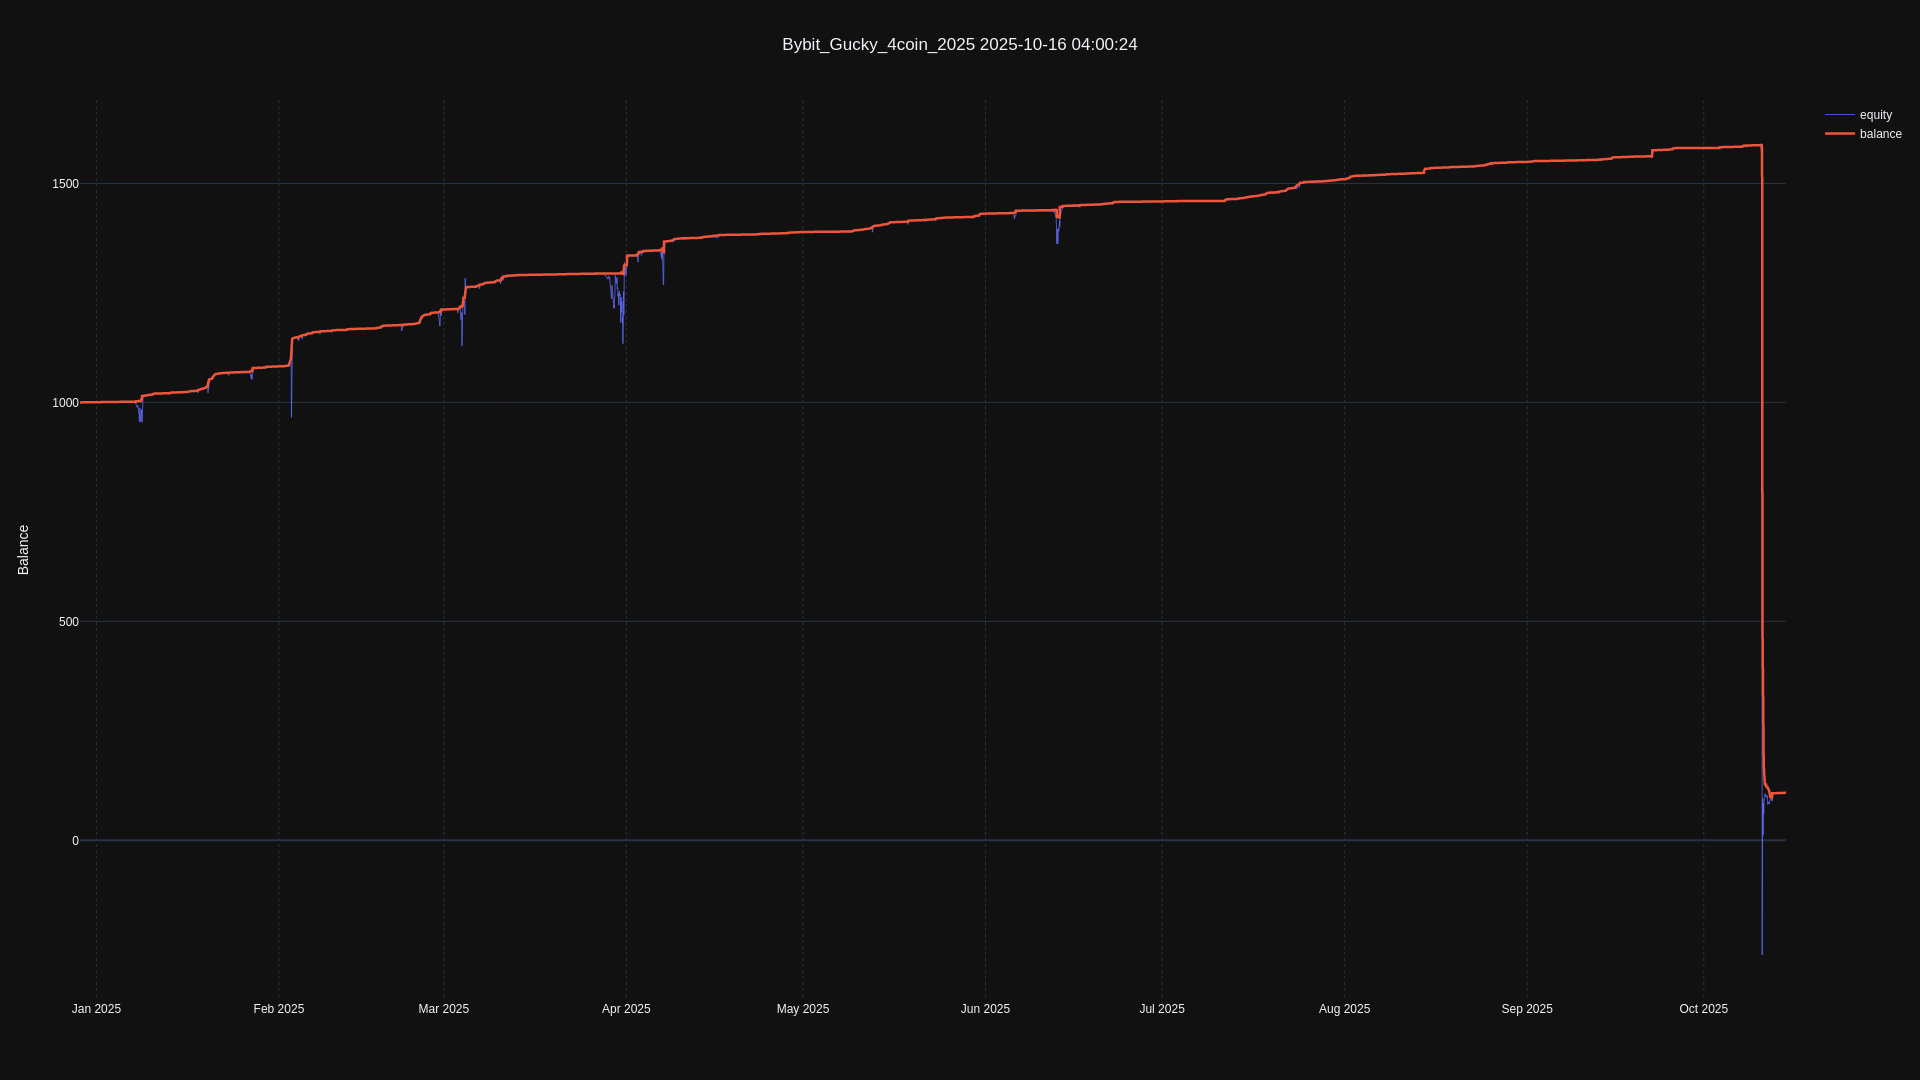 Bybit_Gucky_4coin_2025 2025-10-16 04:00:24
equity
balance
1500
1000
500
0
Balance
Jan 2025
Feb 2025
Mar 2025
Apr 2025
May 2025
Jun 2025
Jul 2025
Aug 2025
Sep 2025
Oct 2025